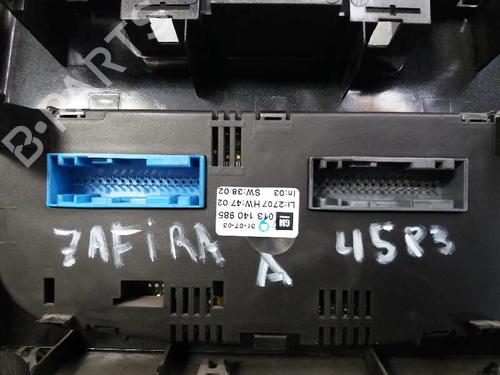 B-PARTS
In:03 SW:38.02
LI:2707 HW:47:02
013 140 985
31-07-03
GM
ZAFiRA
A
45P3